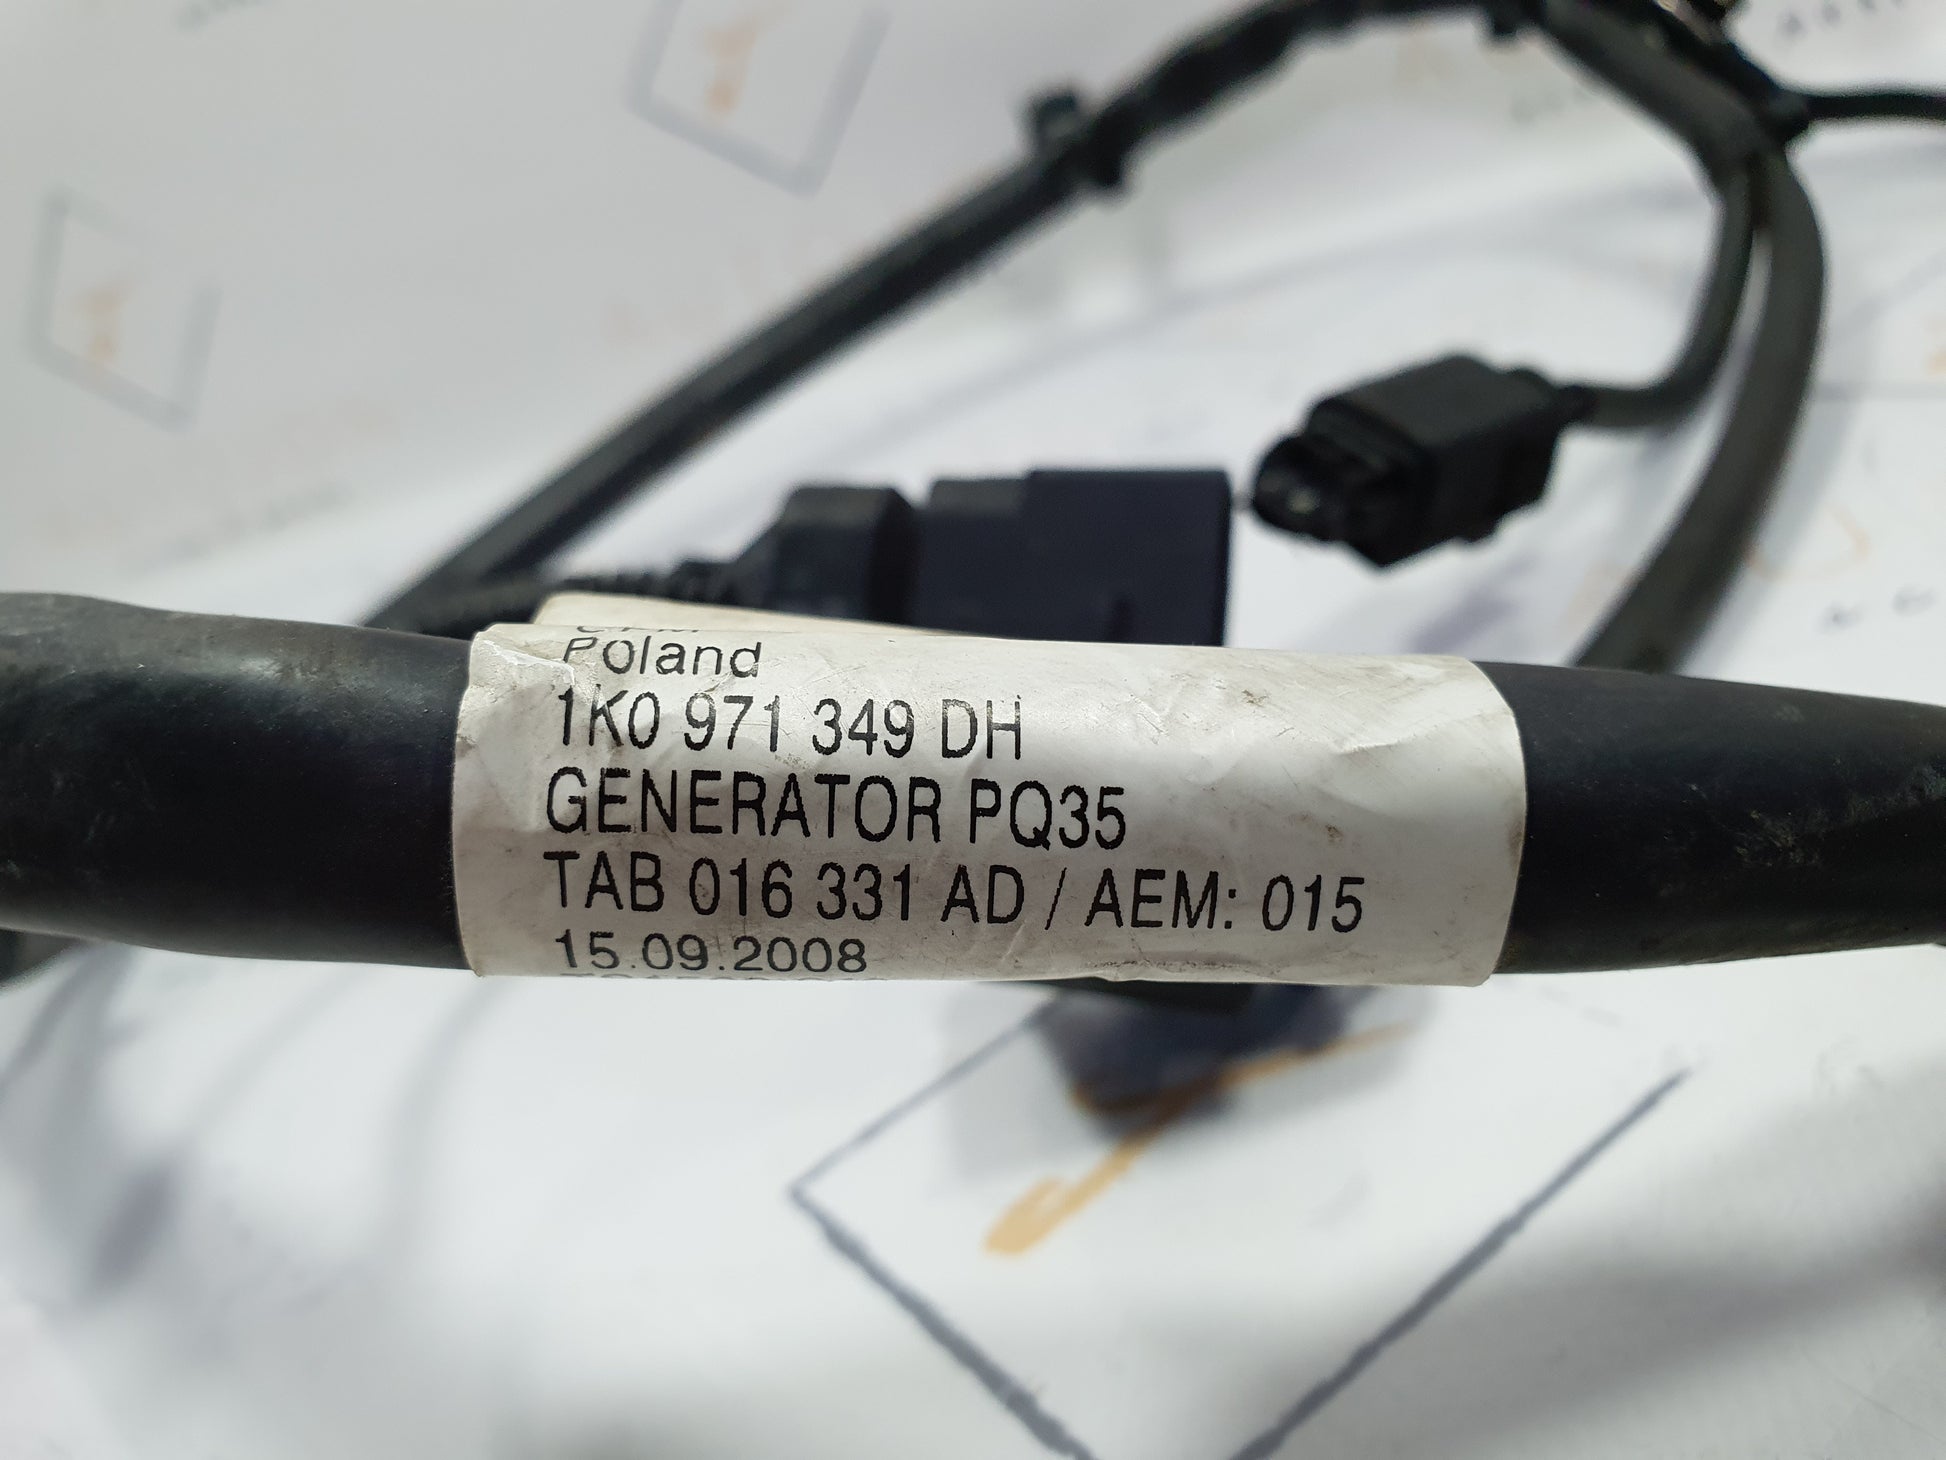 Poland
1K0 971 349 DH
GENERATOR PQ35
TAB 016 331 AD / AEM: 015
15.09.2008